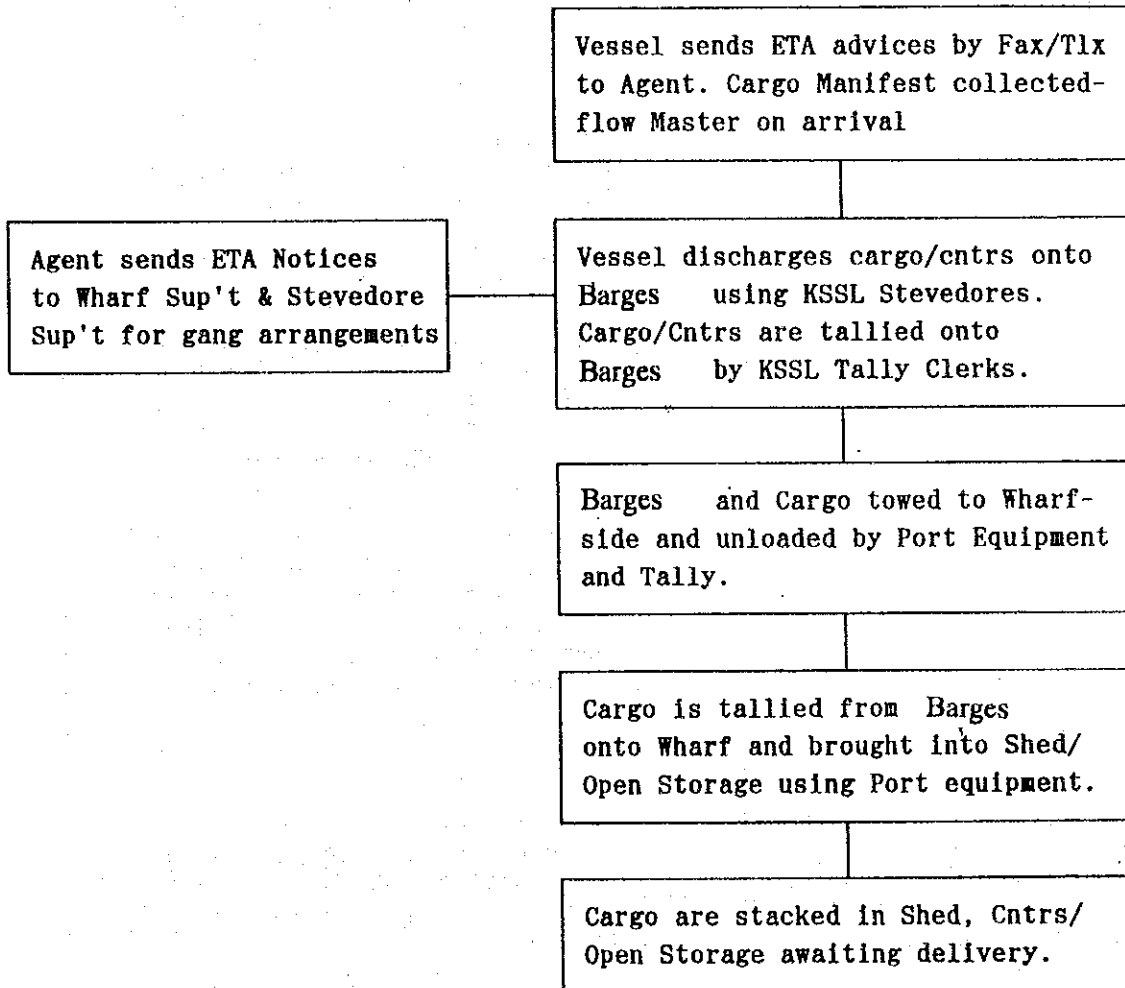 Vessel sends ETA advices by Fax/Tlx
to Agent. Cargo Manifest collected-
flow Master on arrival
Agent sends ETA Notices
to Wharf Sup't & Stevedore
Sup't for gang arrangements
Vessel discharges cargo/cntrs onto
Barges using KSSL Stevedores.
Cargo/Cntrs are tallied onto
Barges by KSSL Tally Clerks.
Barges and Cargo towed to Wharf-
side and unloaded by Port Equipment
and Tally.
Cargo is tallied from Barges
onto Wharf and brought into Shed/
Open Storage using Port equipment.
Cargo are stacked in Shed, Cntrs/
Open Storage awaiting delivery.